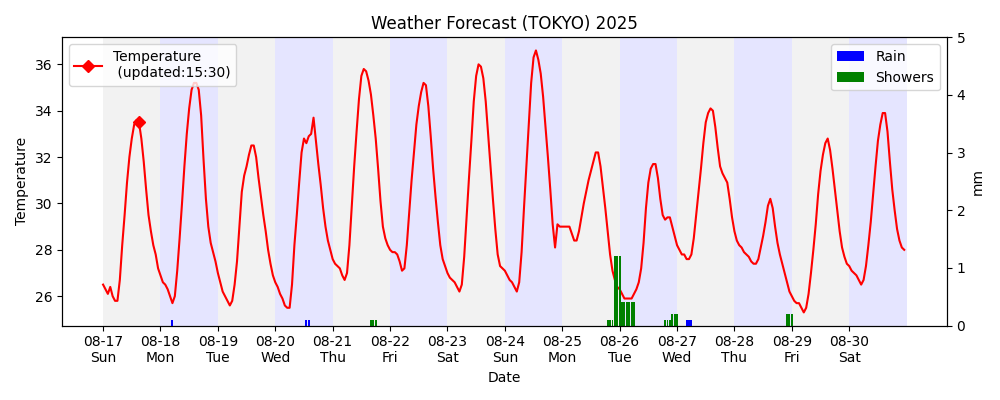 Weather Forecast (TOKYO) 2025
Temperature
(updated:15:30)
Rain
Showers
Temperature
36
34
32
30
28
26
mm
5
4
3
2
1
0
08-17 08-18 08-19 08-20 08-21 08-22 08-23 08-24 08-25 08-26 08-27 08-28 08-29 08-30
Sun Mon Tue Wed Thu Fri Sat Sun Mon Tue Wed Thu Fri Sat
Date